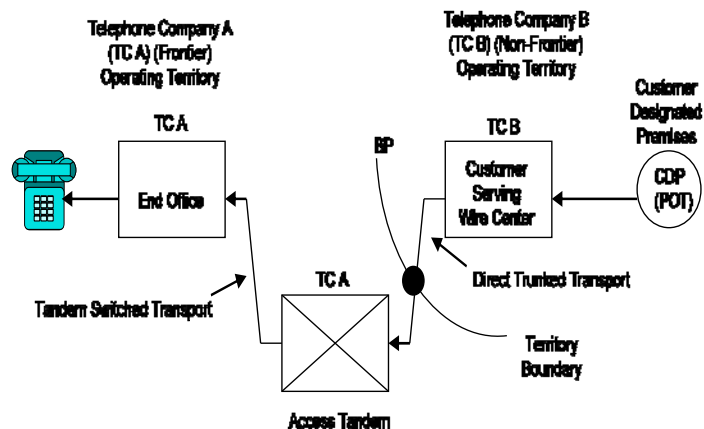 Telephone Company A
(TC A) (Frontier)
Operating Territory
Telephone Company B
(TC B) (Non-Frontier)
Operating Territory
Customer
Designated
Premises
TC A
End Office
BP
TC B
Customer
Serving
Wire Center
CDP
(POT)
TC A
Direct Trunked Transport
Tandem Switched Transport
Territory
Boundary
Access Tandem